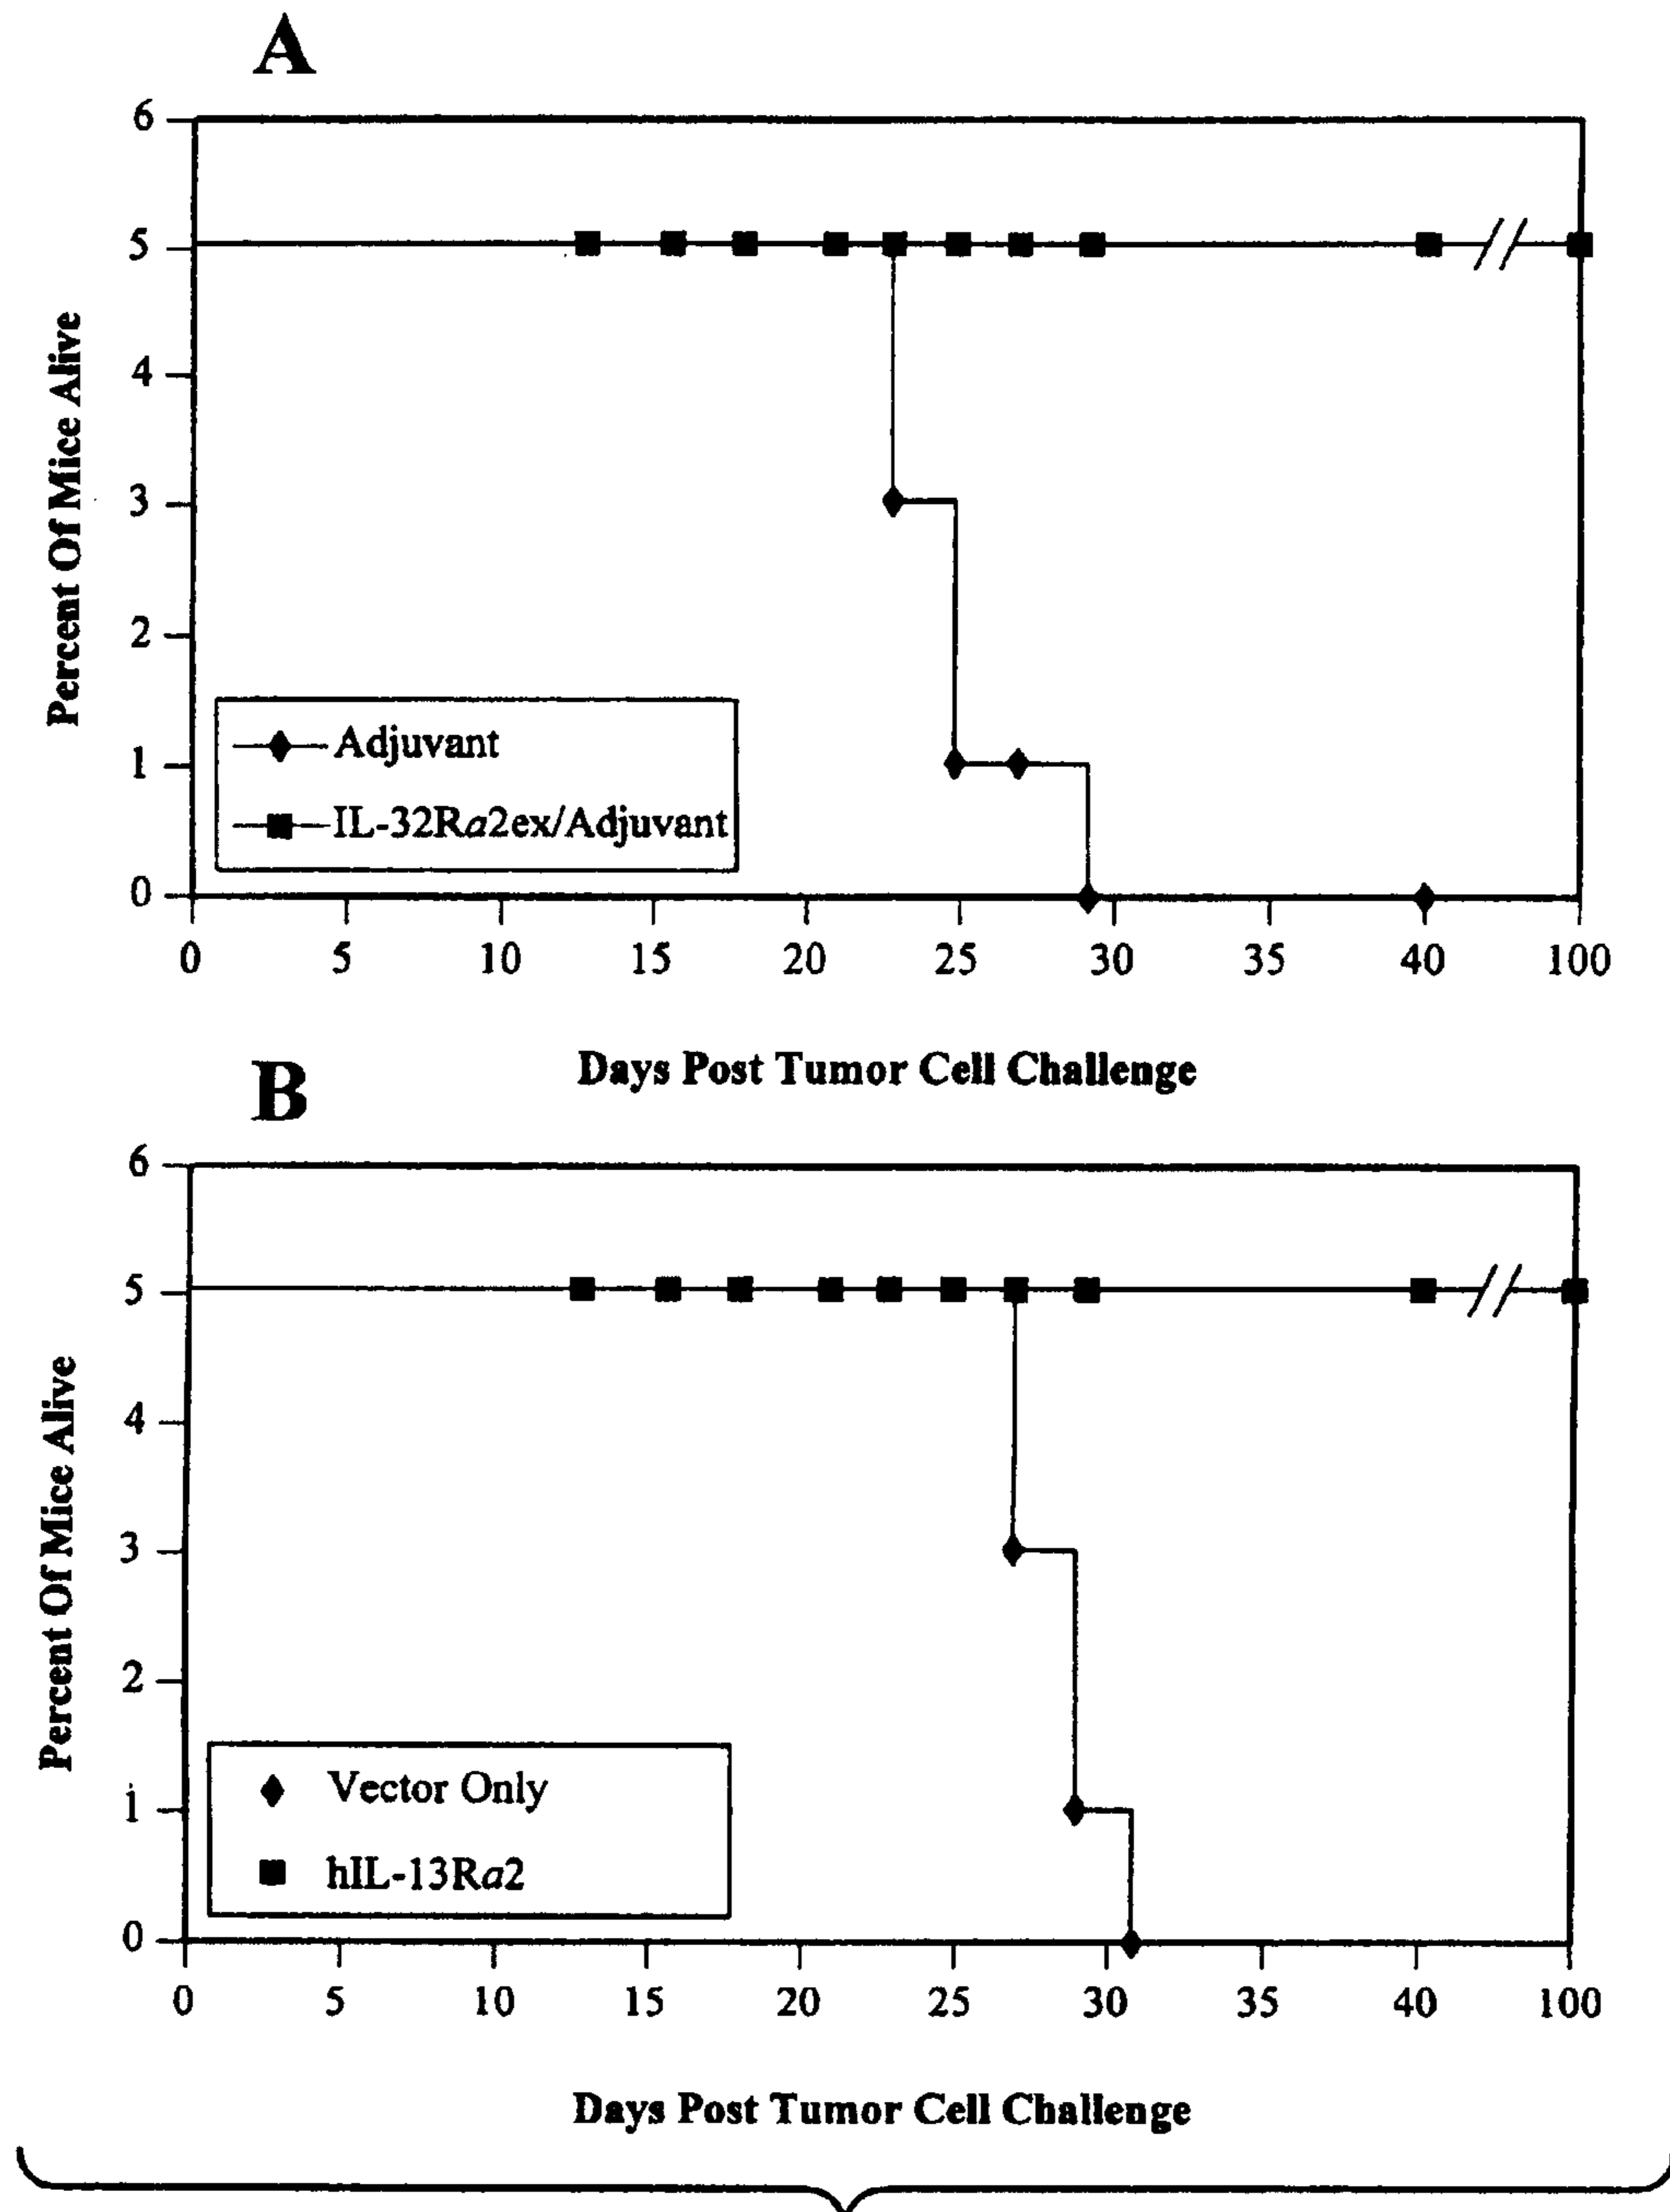 A
6
5
4
3
2
1
0
Percent Of Mice Alive
Adjuvant
IL-32Ra2ex/Adjuvant
0 5 10 15 20 25 30 35 40 100
Days Post Tumor Cell Challenge
B
6
5
4
3
2
1
0
Percent Of Mice Alive
Vector Only
hIL-13Ra2
0 5 10 15 20 25 30 35 40 100
Days Post Tumor Cell Challenge